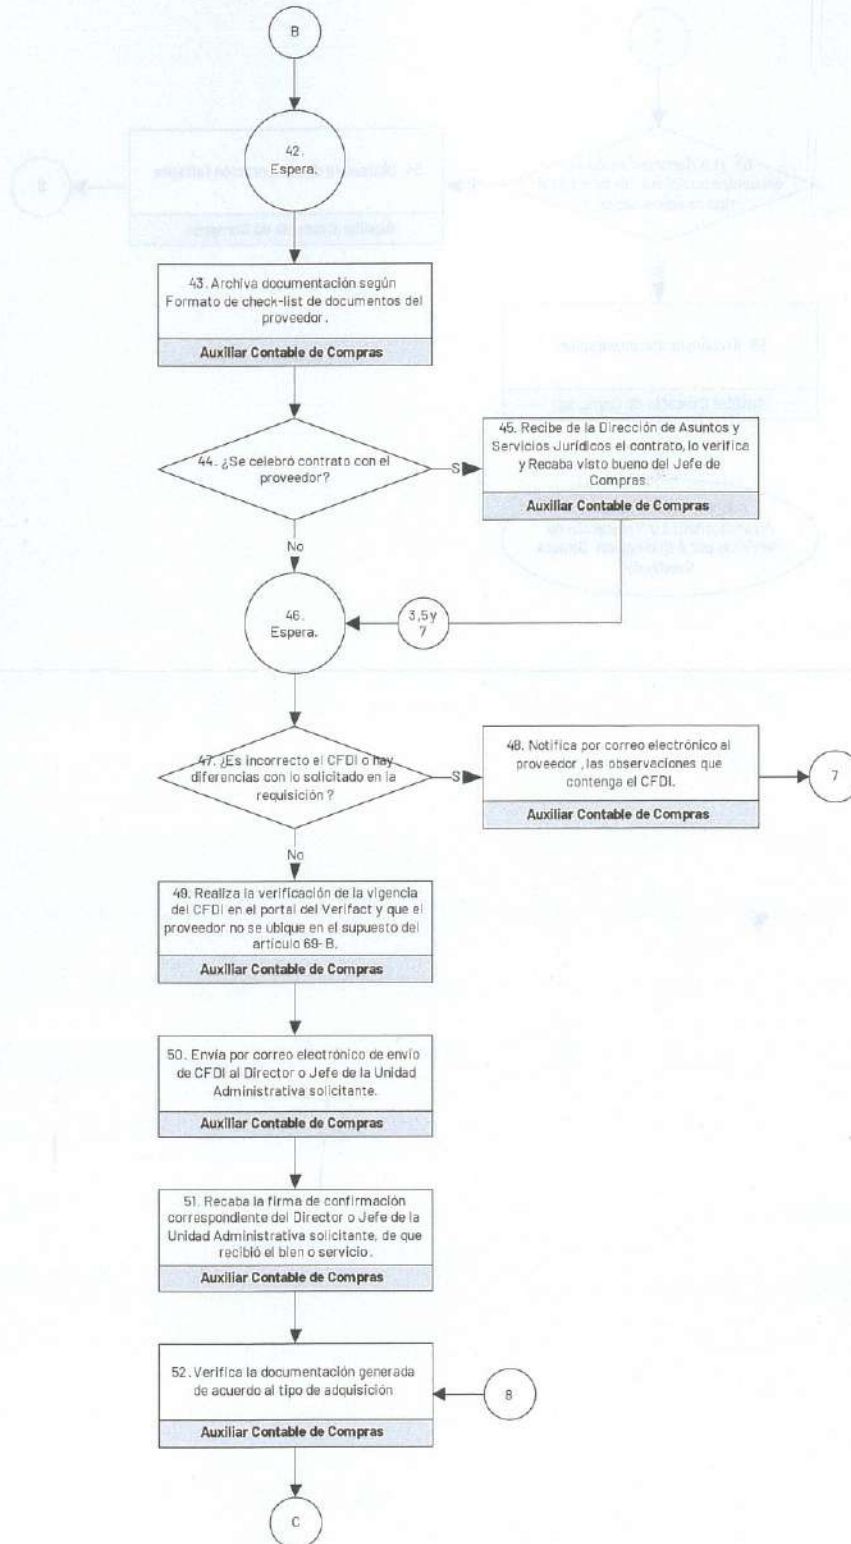 B
42.
Espera.
43. Archiva documentación según
Formato de check-list de documentos del
proveedor.
Auxiliar Contable de Compras
44. ¿Se celebró contrato con el
proveedor?
S
45. Recibe de la Dirección de Asuntos y
Servicios Jurídicos el contrato, lo verifica
y Recaba visto bueno del Jefe de
Compras.
Auxiliar Contable de Compras
No
46.
Espera.
3,5 y
7
47. ¿Es incorrecto el CFDI o hay
diferencias con lo solicitado en la
requisición?
S
48. Notifica por correo electrónico al
proveedor, las observaciones que
contenga el CFDI.
Auxiliar Contable de Compras
7
No
49. Realiza la verificación de la vigencia
del CFDI en el portal del Verifact y que el
proveedor no se ubique en el supuesto del
artículo 69-B.
Auxiliar Contable de Compras
50. Envía por correo electrónico de envío
de CFDI al Director o Jefe de la Unidad
Administrativa solicitante.
Auxiliar Contable de Compras
51. Recaba la firma de confirmación
correspondiente del Director o Jefe de la
Unidad Administrativa solicitante, de que
recibió el bien o servicio.
Auxiliar Contable de Compras
52. Verifica la documentación generada
de acuerdo al tipo de adquisición
Auxiliar Contable de Compras
8
C